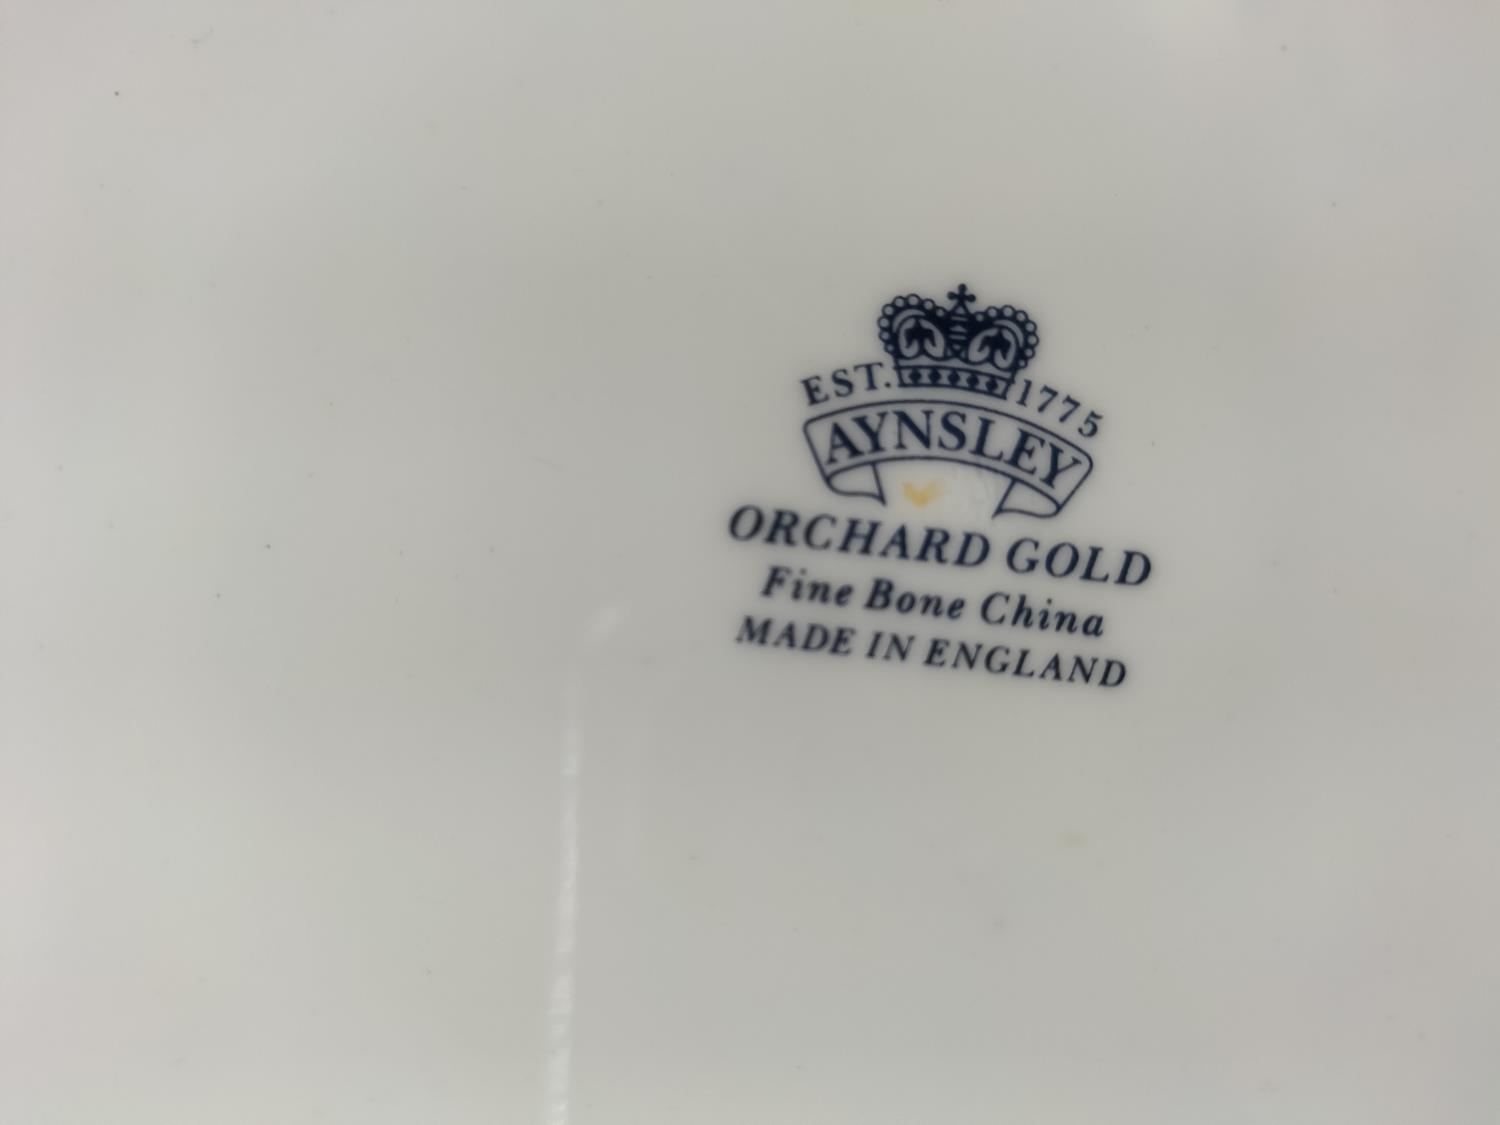 EST. 1775
AYNSLEY
ORCHARD GOLD
Fine Bone China
MADE IN ENGLAND